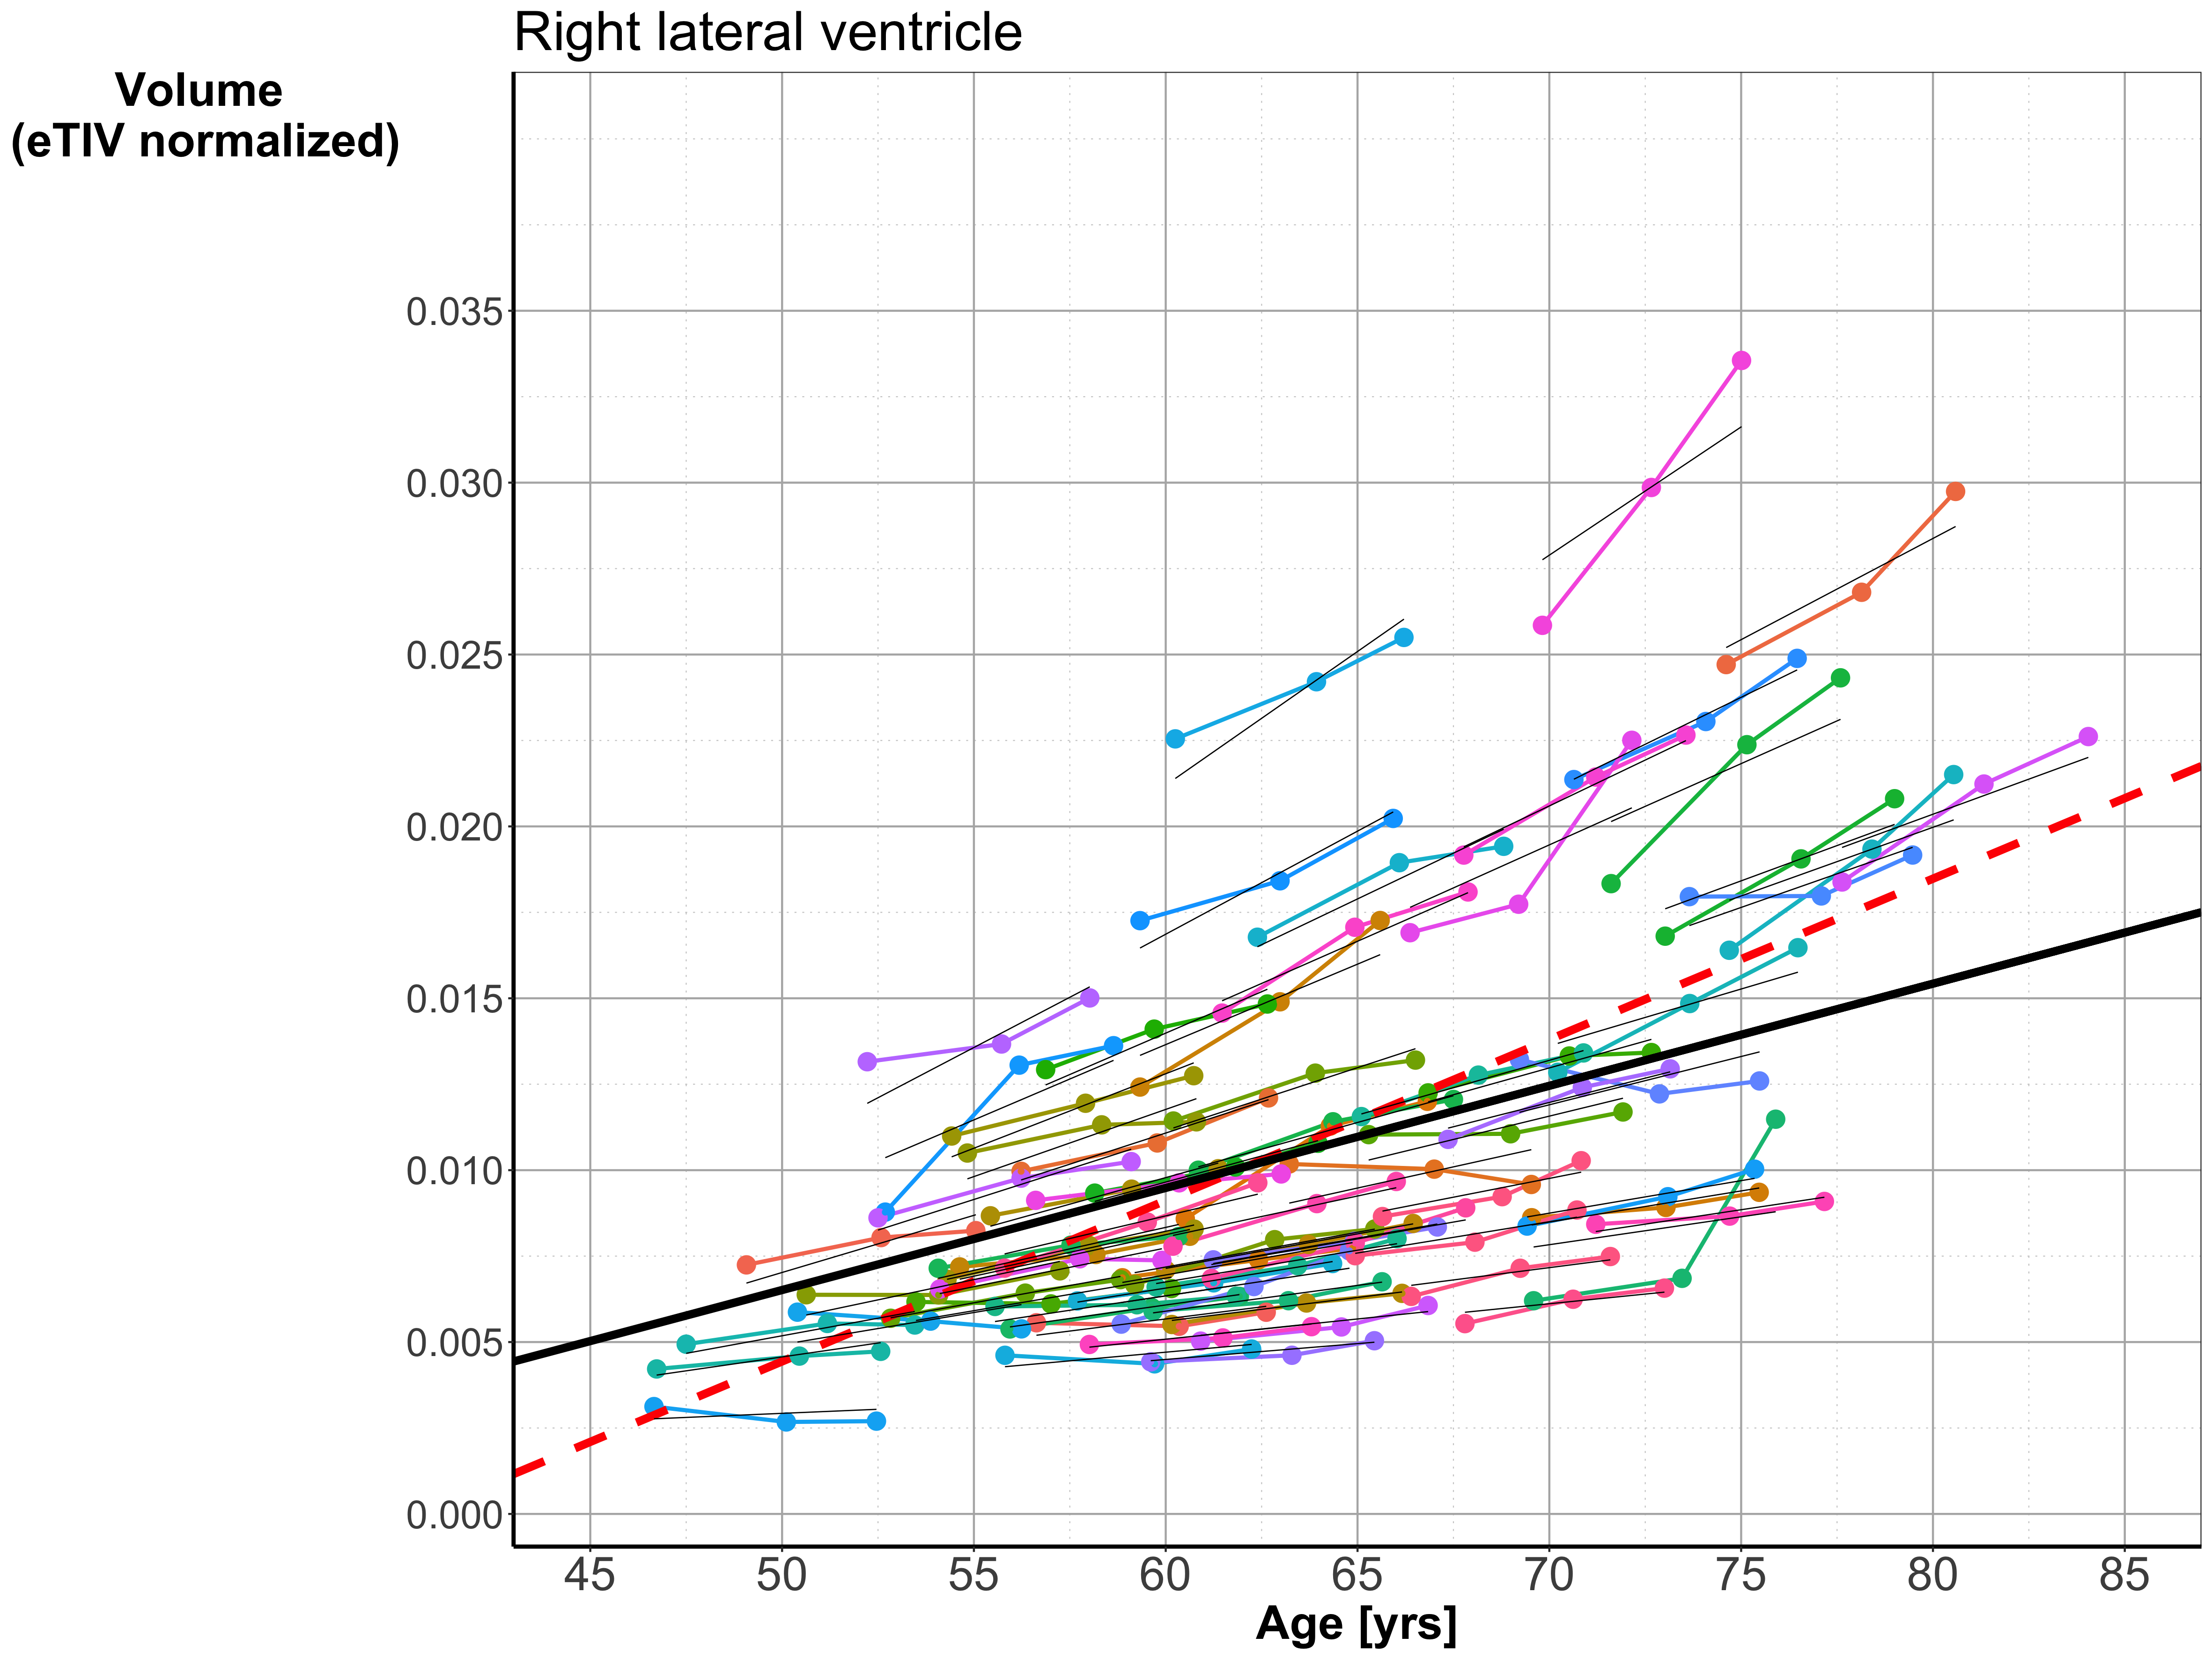 Right lateral ventricle
Volume
(eTIV normalized)
0.035
0.030
0.025
0.020
0.015
0.010
0.005
0.000
45 50 55 60 65 70 75 80 85
Age [yrs]